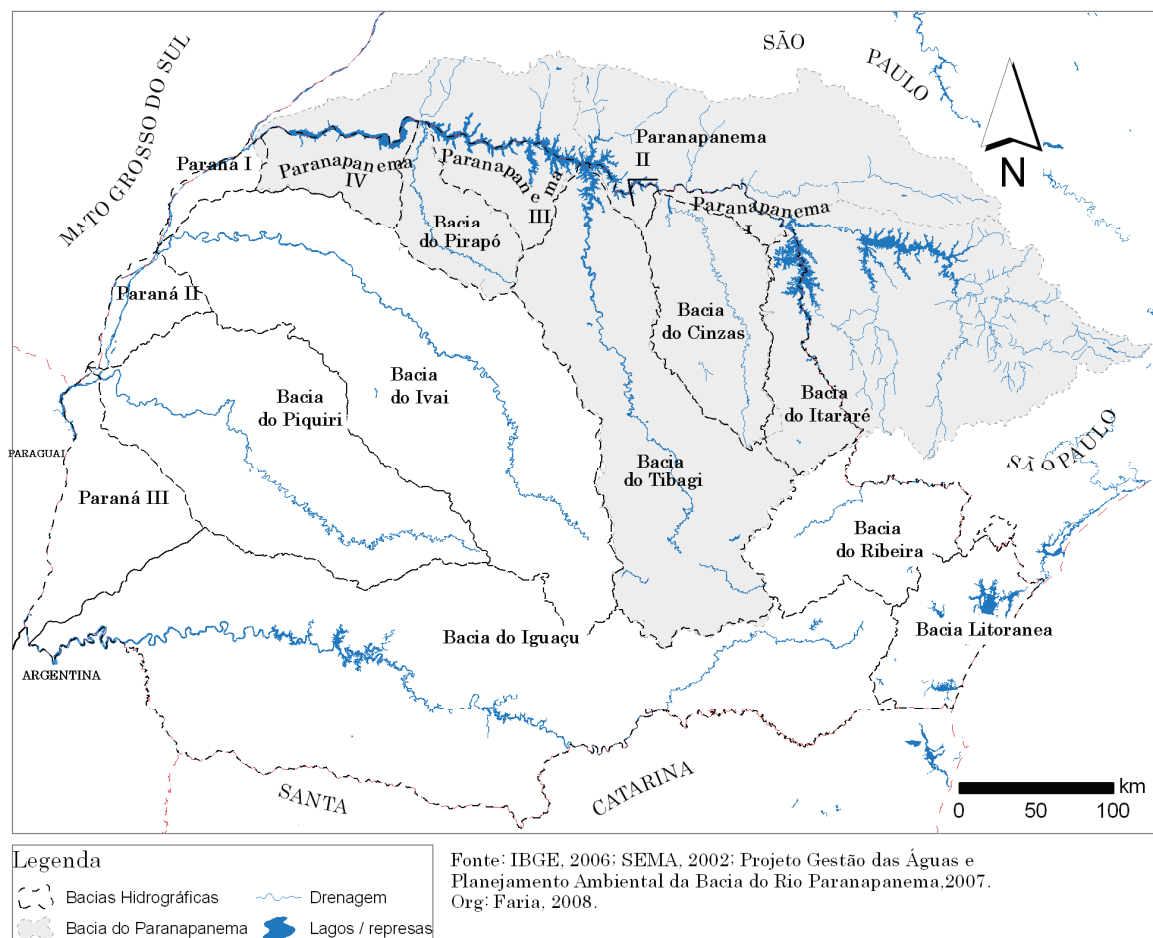 SÃO
PAULO
MATO GROSSO DO SUL
Paranapanema
II
Paraná I
Paranapanema
IV
Paranapanema
III
Paranapanema
I
Bacia
do Pirapó
Paraná II
Bacia
do Cinzas
Bacia
do Ivai
Bacia
do Piquiri
Bacia
do Itararé
N
PARAGUAI
SÃO PAULO
Bacia
do Tibagi
Paraná III
Bacia
do Ribeira
Bacia do Iguaçu
Bacia Litoranea
ARGENTINA
SANTA
CATARINA
km
0 50 100
Legenda
Bacias Hidrográficas
Drenagem
Bacia do Paranapanema
Lagos / represas
Fonte: IBGE, 2006; SEMA, 2002; Projeto Gestão das Águas e
Planejamento Ambiental da Bacia do Rio Paranapanema,2007.
Org: Faria, 2008.